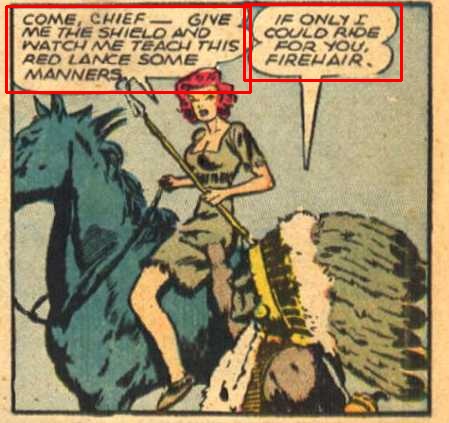 COME, CHIEF — GIVE
ME THE SHIELD AND
WATCH ME TEACH THIS
RED LANCE SOME
MANNERS.
IF ONLY I
COULD RIDE
FOR YOU,
FIREHAIR.